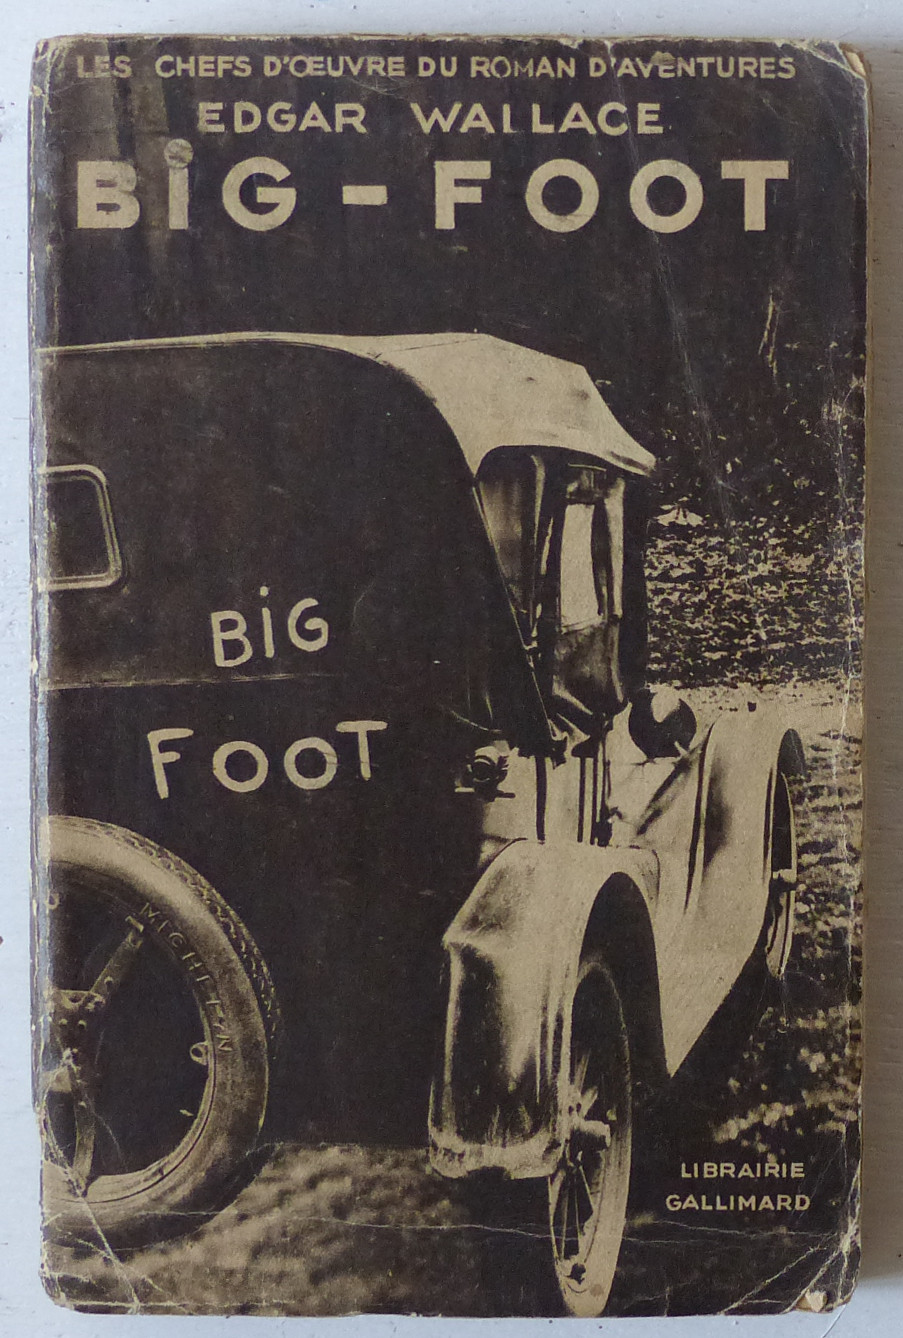 LES CHEFS D'ŒUVRE DU ROMAN D'AVENTURES
EDGAR WALLACE
BiG - FOOT
BiG
FOOT
MICHELIN
LIBRAIRIE
GALLIMARD